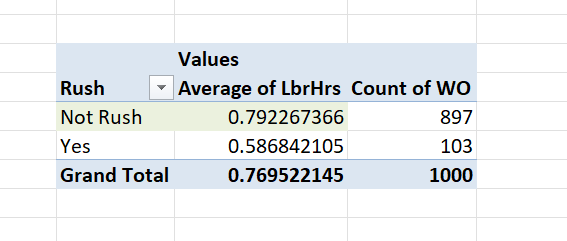 Values
Rush Average of LbrHrs Count of WO
Not Rush 0.792267366 897
Yes 0.586842105 103
Grand Total 0.769522145 1000